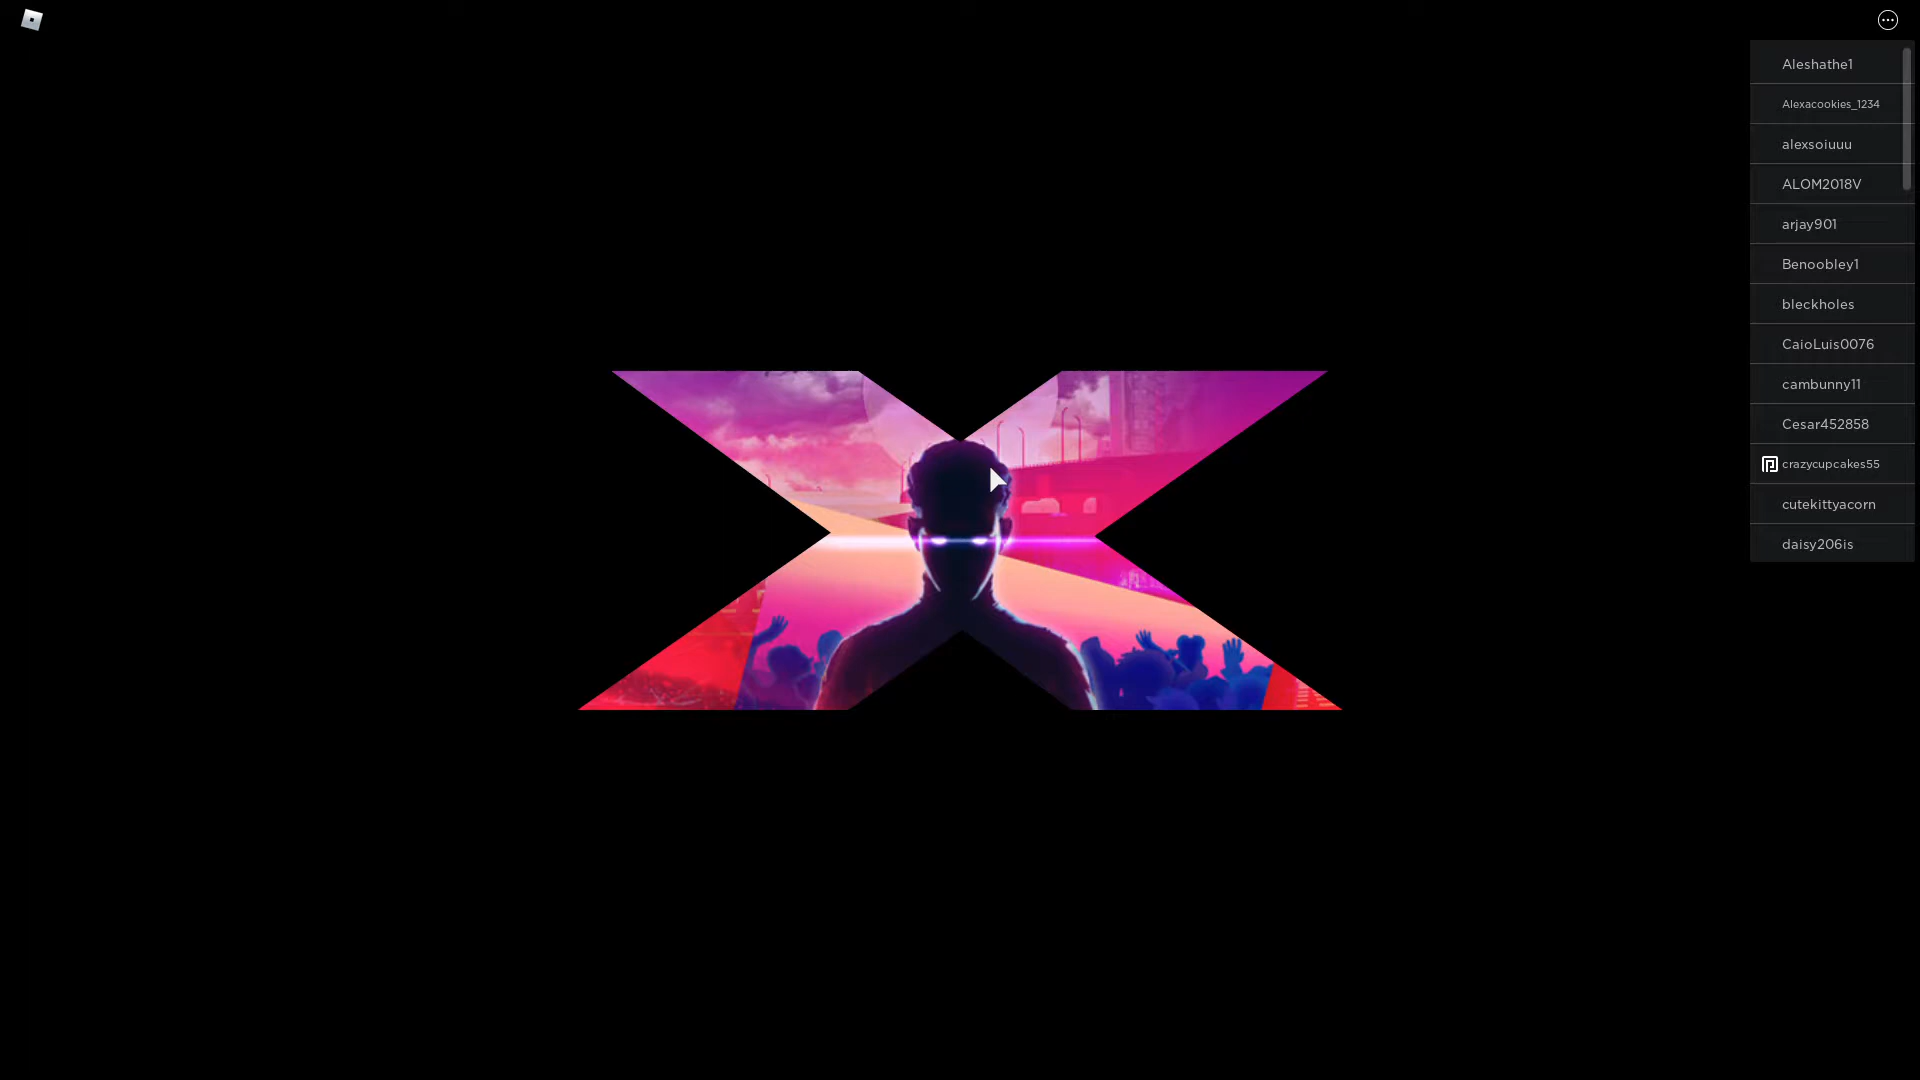 Aleshathe1
Alexacookies_1234
alexsoiuuu
ALOM2018V
arjay901
Benoobley1
bleckholes
CaioLuis0076
cambunny11
Cesar452858
crazycupcakes55
cutekittyacorn
daisy206is